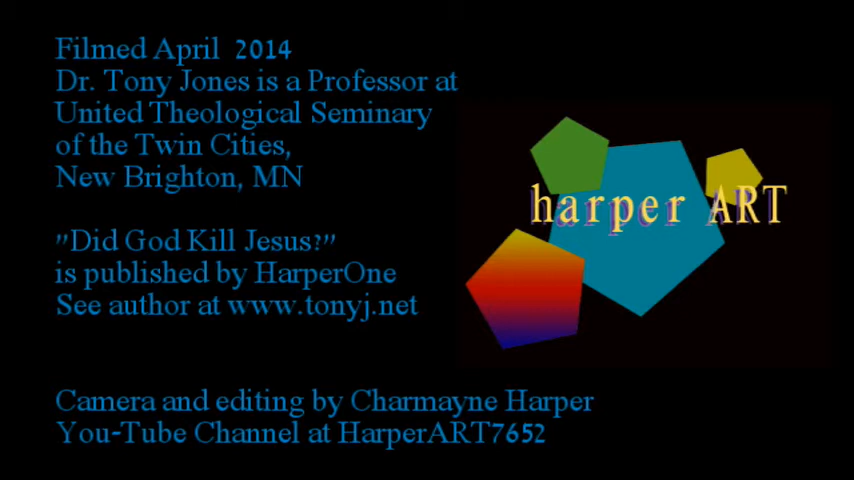 Filmed April 2014
Dr. Tony Jones is a Professor at
United Theological Seminary
of the Twin Cities,
New Brighton, MN
"Did God Kill Jesus?"
is published by HarperOne
See author at www.tonyj.net
harper ART
Camera and editing by Charmayne Harper
You-Tube Channel at HarperART7652